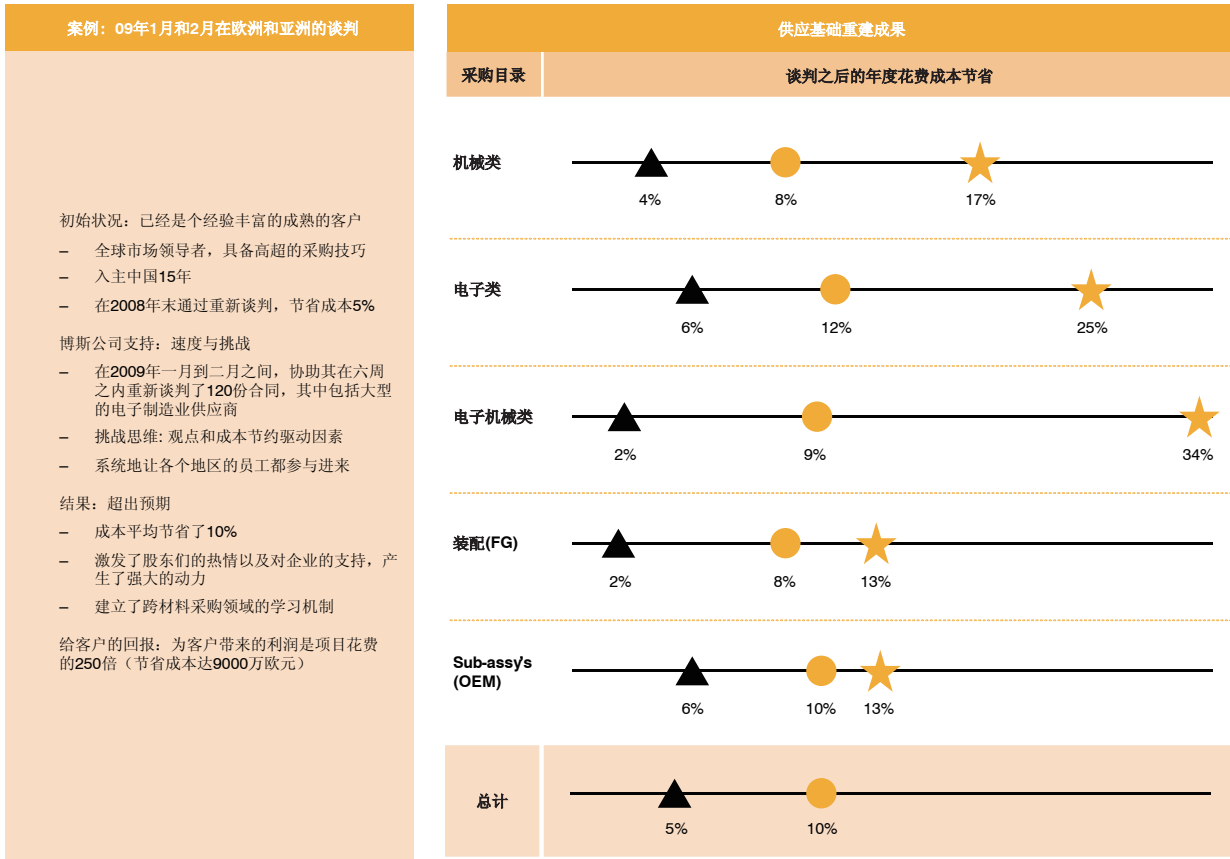 案例：09年1月和2月在欧洲和亚洲的谈判
初始状况：已经是个经验丰富的成熟的客户
– 全球市场领导者，具备高超的采购技巧
– 入主中国15年
– 在2008年末通过重新谈判，节省成本5%
博斯公司支持：速度与挑战
– 在2009年一月到二月之间，协助其在六周
之内重新谈判了120份合同，其中包括大型
的电子制造业供应商
– 挑战思维: 观点和成本节约驱动因素
– 系统地让各个地区的员工都参与进来
结果：超出预期
– 成本平均节省了10%
– 激发了股东们的热情以及对企业的支持，产
生了强大的动力
– 建立了跨材料采购领域的学习机制
给客户的回报：为客户带来的利润是项目花费
的250倍（节省成本达9000万欧元）
供应基础重建成果
采购目录 谈判之后的年度花费成本节省
机械类
4% 8% 17%
电子类
6% 12% 25%
电子机械类
2% 9% 34%
装配(FG)
2% 8% 13%
Sub-assy's
(OEM)
6% 10% 13%
总计
5% 10%